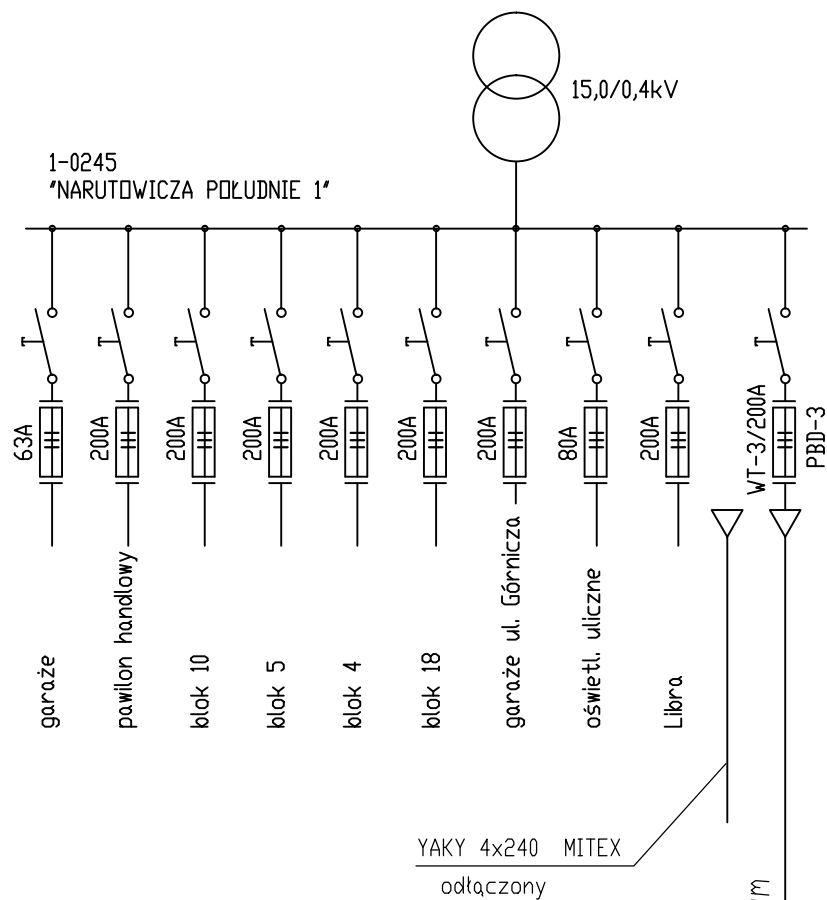 15,0/0,4kV
1-0245
"NARUTOWICZA POŁUDNIE 1"
63A
200A
200A
200A
200A
200A
200A
80A
200A
WT-3/200A
PBD-3
garaże
pawilon handlowy
blok 10
blok 5
blok 4
blok 18
garaże ul. Górnicza
oświetl. uliczne
Libra
YAKY 4x240 MITEX
odłączony